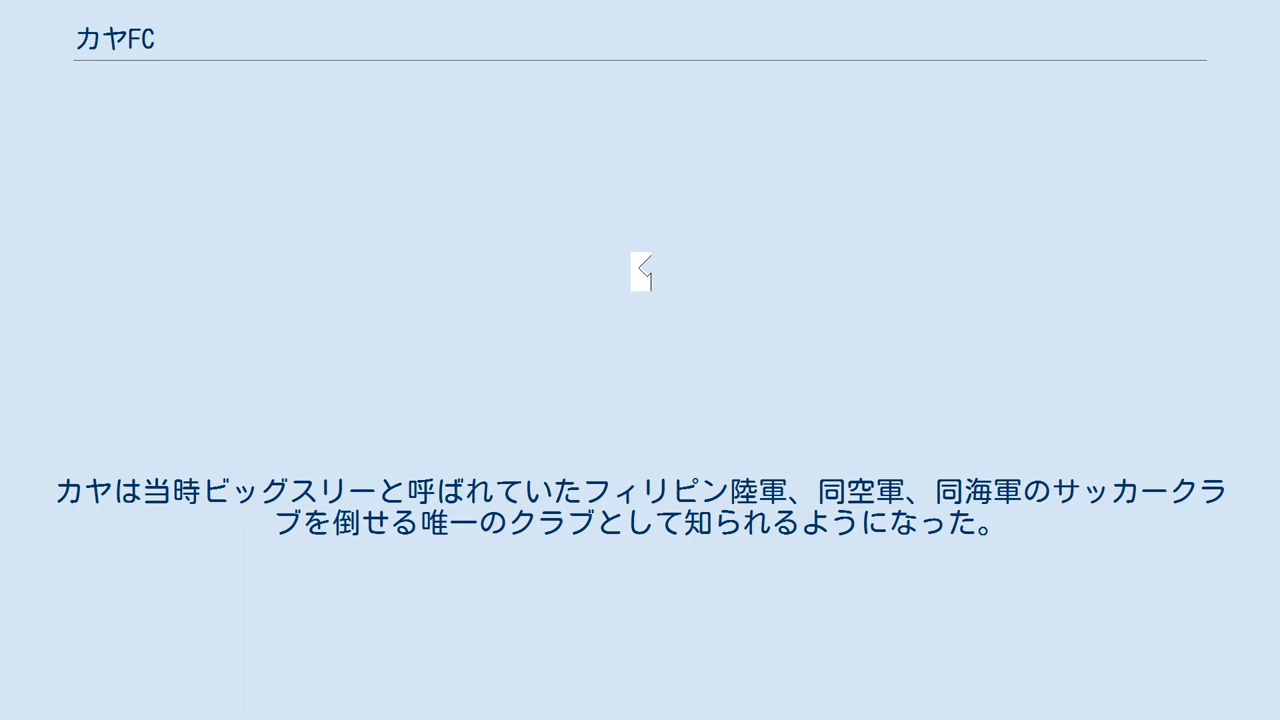 カヤFC
カヤは当時ビッグスリーと呼ばれていたフィリピン陸軍、同空軍、同海軍のサッカークラ
ブを倒せる唯一のクラブとして知られるようになった。